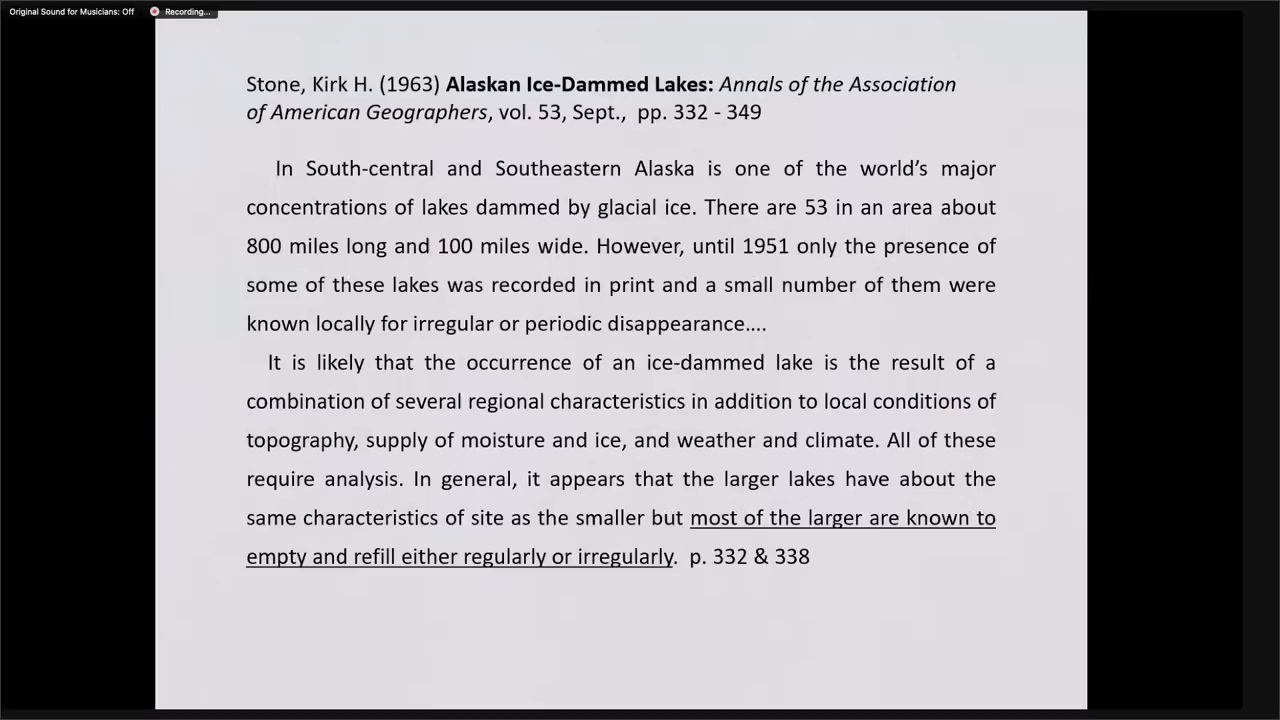 Original Sound for Musicians: Off
Recording...
Stone, Kirk H. (1963) Alaskan Ice-Dammed Lakes: Annals of the Association
of American Geographers, vol. 53, Sept., pp. 332 - 349
In South-central and Southeastern Alaska is one of the world’s major
concentrations of lakes dammed by glacial ice. There are 53 in an area about
800 miles long and 100 miles wide. However, until 1951 only the presence of
some of these lakes was recorded in print and a small number of them were
known locally for irregular or periodic disappearance....
It is likely that the occurrence of an ice-dammed lake is the result of a
combination of several regional characteristics in addition to local conditions of
topography, supply of moisture and ice, and weather and climate. All of these
require analysis. In general, it appears that the larger lakes have about the
same characteristics of site as the smaller but most of the larger are known to
empty and refill either regularly or irregularly. p. 332 & 338